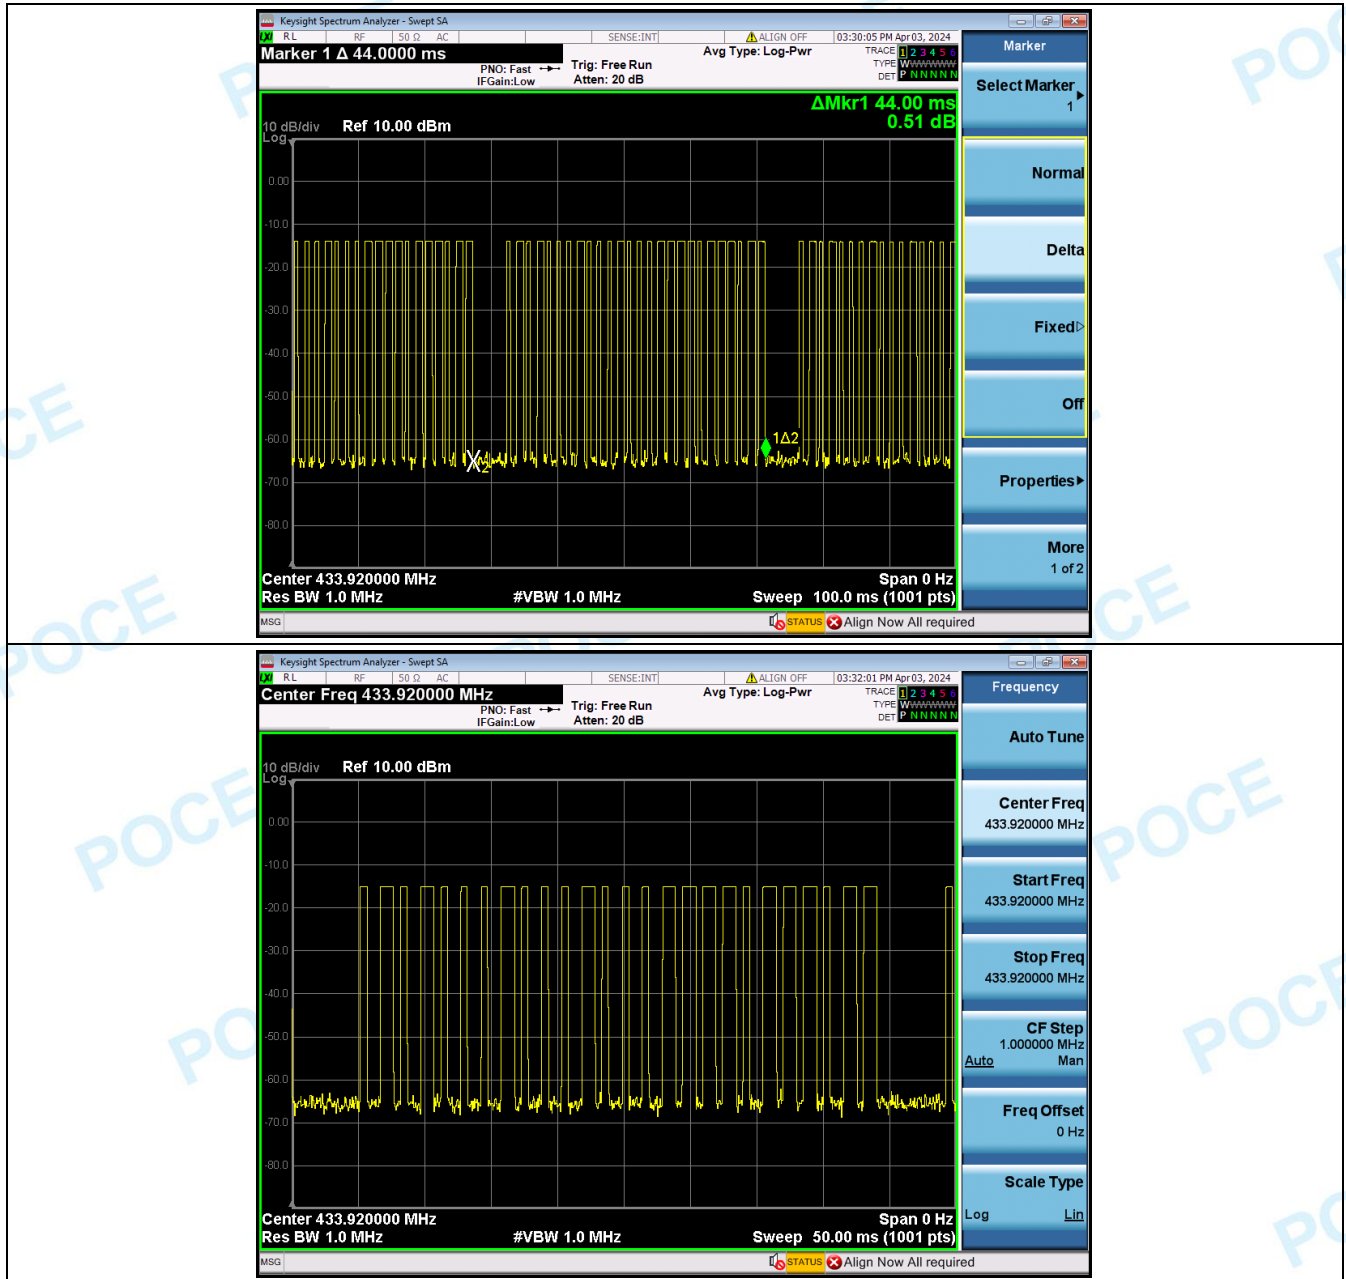 Keysight Spectrum Analyzer - Swept SA
LXI RL RF 50 Ω AC SENSE:INT ALIGN OFF 03:30:05 PM Apr 03, 2024
Marker 1 Δ 44.0000 ms
PNO: Fast
IFGain:Low
Trig: Free Run
Atten: 20 dB
Avg Type: Log-Pwr
TRACE 1 2 3 4 5 6
TYPE WWWWWW
DET P N N N N N
ΔMkr1 44.00 ms
0.51 dB
10 dB/div Ref 10.00 dBm
Log
0.00
-10.0
-20.0
-30.0
-40.0
-50.0
-60.0
-70.0
-80.0
1Δ2
X2
Center 433.920000 MHz Span 0 Hz
Res BW 1.0 MHz #VBW 1.0 MHz Sweep 100.0 ms (1001 pts)
MSG STATUS Align Now All required
Marker
Select Marker
1
Normal
Delta
Fixed
Off
Properties
More
1 of 2
Keysight Spectrum Analyzer - Swept SA
LXI RL RF 50 Ω AC SENSE:INT ALIGN OFF 03:32:01 PM Apr 03, 2024
Center Freq 433.920000 MHz
PNO: Fast
IFGain:Low
Trig: Free Run
Atten: 20 dB
Avg Type: Log-Pwr
TRACE 1 2 3 4 5 6
TYPE WWWWWW
DET P N N N N N
10 dB/div Ref 10.00 dBm
Log
0.00
-10.0
-20.0
-30.0
-40.0
-50.0
-60.0
-70.0
-80.0
Center 433.920000 MHz Span 0 Hz
Res BW 1.0 MHz #VBW 1.0 MHz Sweep 50.00 ms (1001 pts)
MSG STATUS Align Now All required
Frequency
Auto Tune
Center Freq
433.920000 MHz
Start Freq
433.920000 MHz
Stop Freq
433.920000 MHz
CF Step
1.000000 MHz
Auto Man
Freq Offset
0 Hz
Scale Type
Log Lin
POCE
POCE
POCE